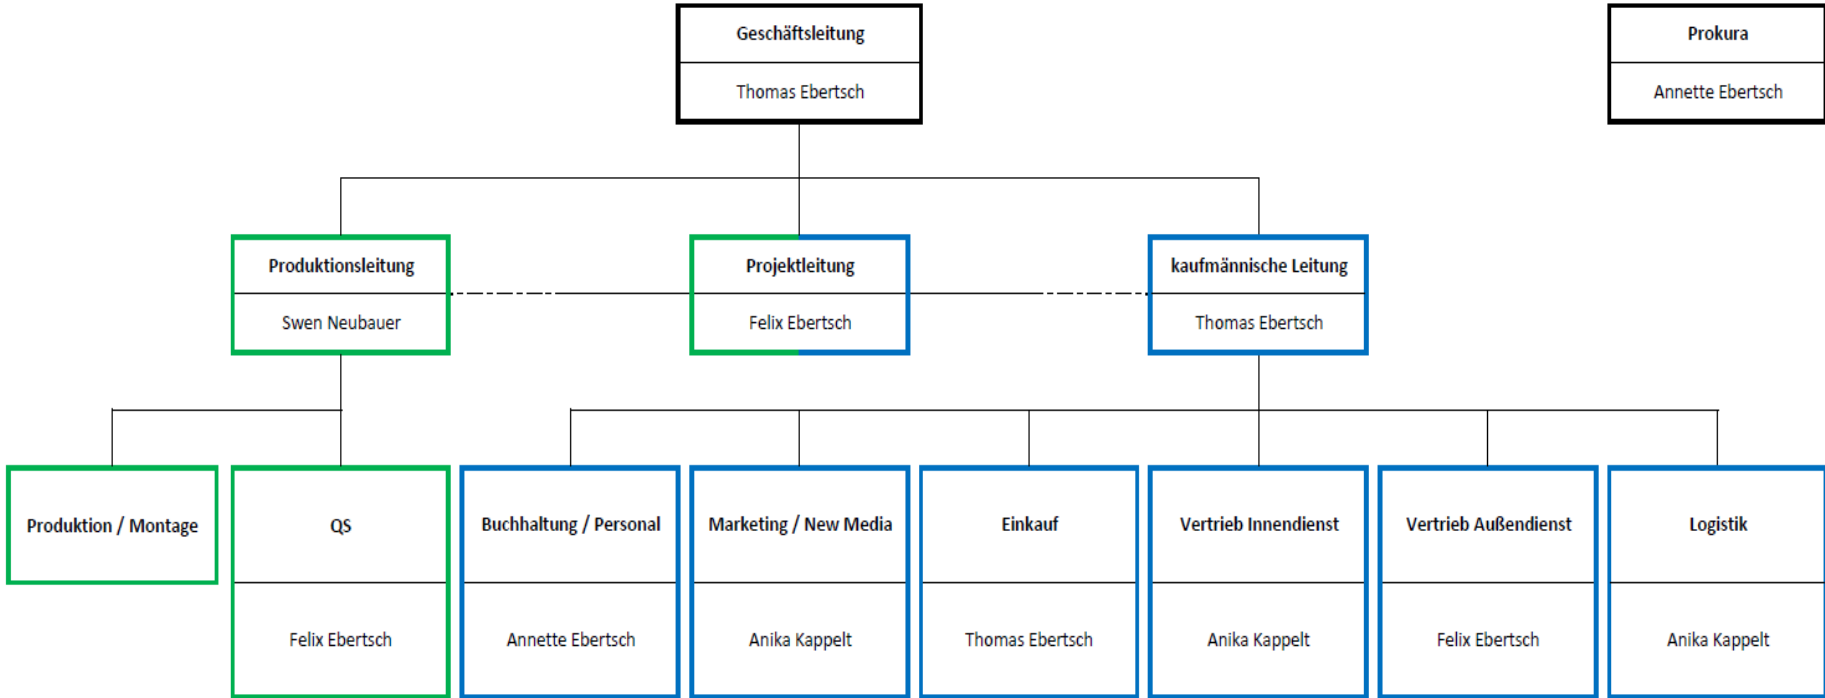 Geschäftsleitung
Prokura
Thomas Ebertsch
Annette Ebertsch
Produktionsleitung
Projektleitung
kaufmännische Leitung
Swen Neubauer
Felix Ebertsch
Thomas Ebertsch
Produktion / Montage
QS
Buchhaltung / Personal
Marketing / New Media
Einkauf
Vertrieb Innendienst
Vertrieb Außendienst
Logistik
Felix Ebertsch
Annette Ebertsch
Anika Kappelt
Thomas Ebertsch
Anika Kappelt
Felix Ebertsch
Anika Kappelt